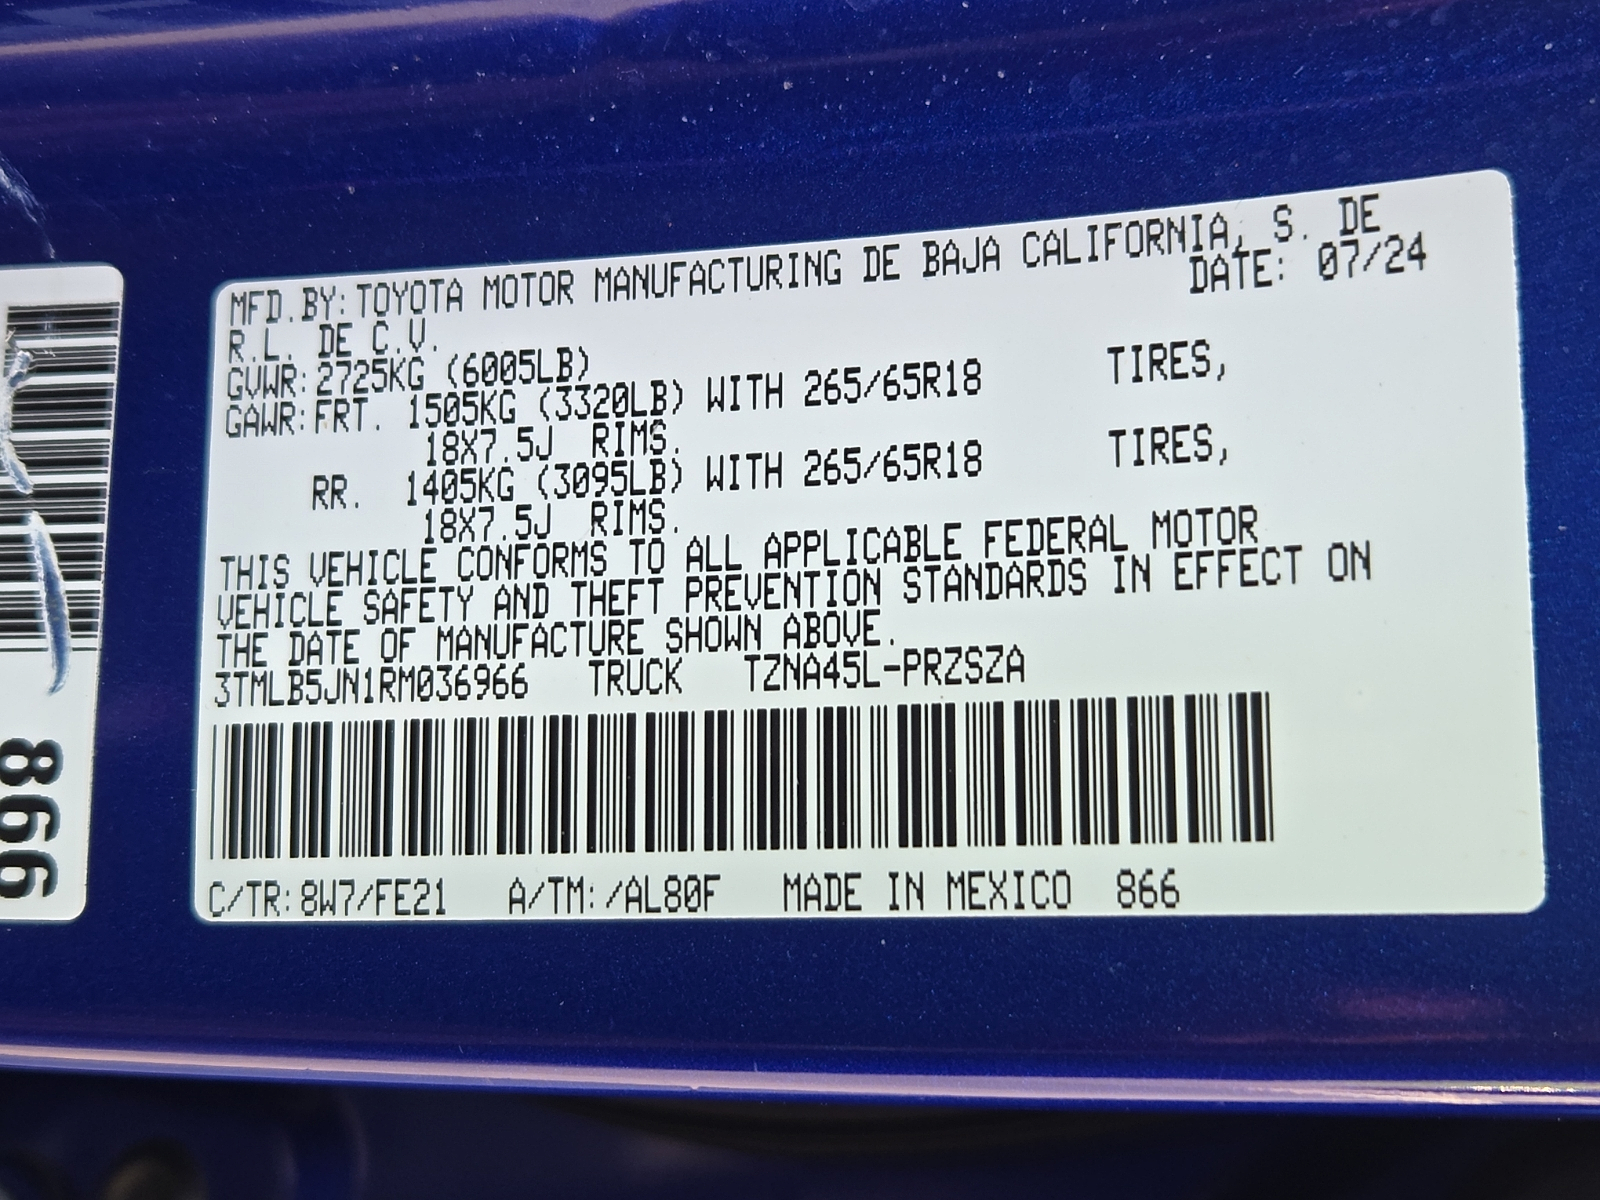 MFD.BY:TOYOTA MOTOR MANUFACTURING DE BAJA CALIFORNIA, S. DE
R.L. DE C.V. DATE: 07/24
GVWR:2725KG (6005LB)
GAWR:FRT. 1505KG (3320LB) WITH 265/65R18 TIRES,
18X7.5J RIMS.
RR. 1405KG (3095LB) WITH 265/65R18 TIRES,
18X7.5J RIMS.
THIS VEHICLE CONFORMS TO ALL APPLICABLE FEDERAL MOTOR
VEHICLE SAFETY AND THEFT PREVENTION STANDARDS IN EFFECT ON
THE DATE OF MANUFACTURE SHOWN ABOVE.
3TMLB5JN1RM036966 TRUCK TZNA45L-PRZSZA
C/TR:8W7/FE21 A/TM:/AL80F MADE IN MEXICO 866
866